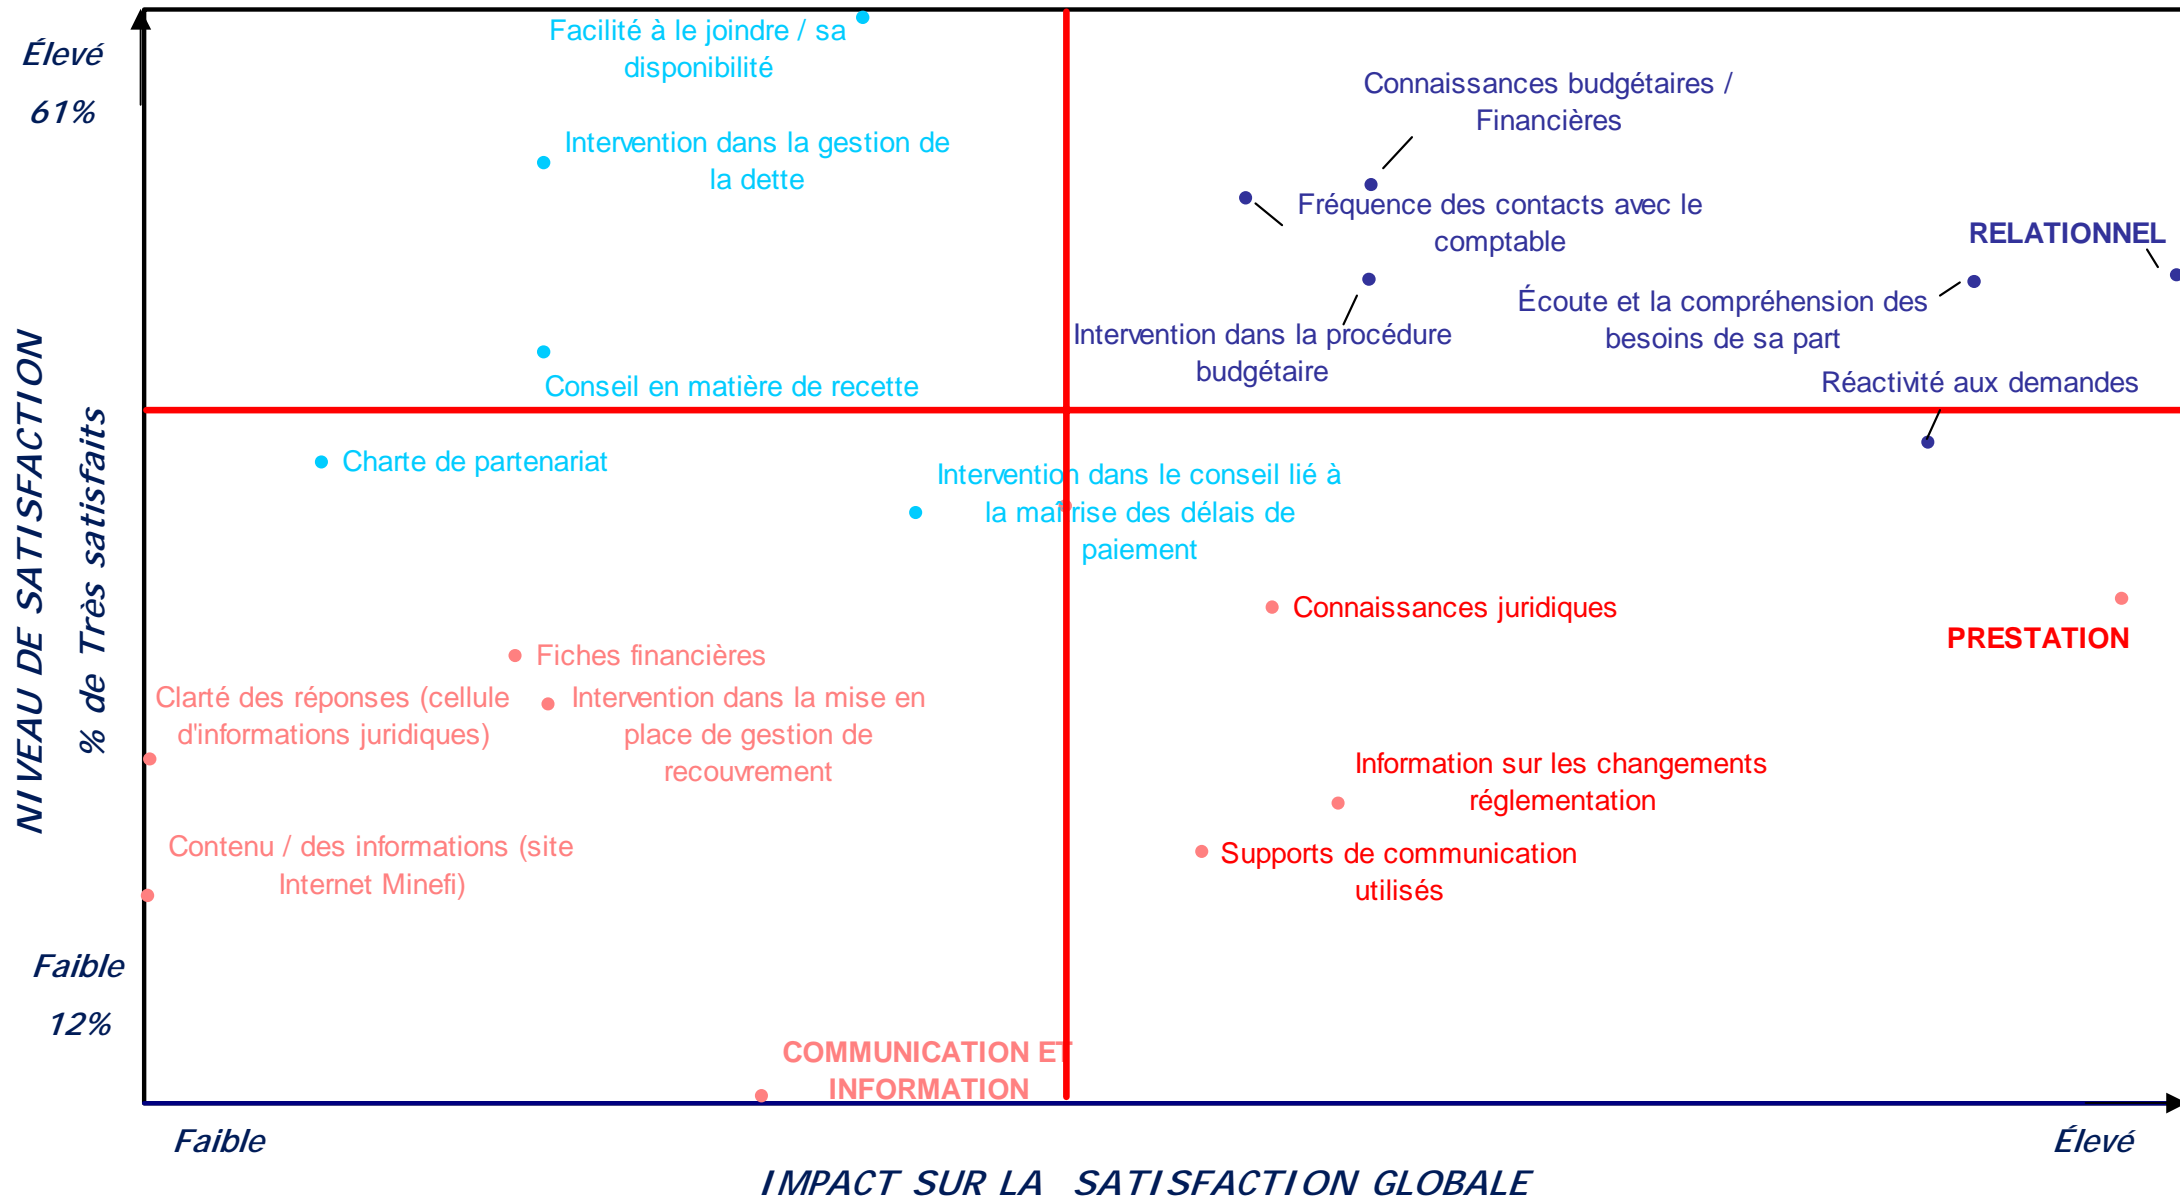 Élevé
61%
NIVEAU DE SATISFACTION
% de Très satisfaits
Faible
12%
Facilité à le joindre / sa
disponibilité
Intervention dans la gestion de
la dette
Conseil en matière de recette
Connaissances budgétaires /
Financières
Fréquence des contacts avec le
comptable
RELATIONNEL
Écoute et la compréhension des
besoins de sa part
Intervention dans la procédure
budgétaire
Réactivité aux demandes
Charte de partenariat
Intervention dans le conseil lié à
la maîtrise des délais de
paiement
Connaissances juridiques
PRESTATION
Fiches financières
Clarté des réponses (cellule
d'informations juridiques)
Intervention dans la mise en
place de gestion de
recouvrement
Information sur les changements
réglementation
Contenu / des informations (site
Internet Minefi)
Supports de communication
utilisés
COMMUNICATION ET
INFORMATION
Faible
Élevé
IMPACT SUR LA SATISFACTION GLOBALE